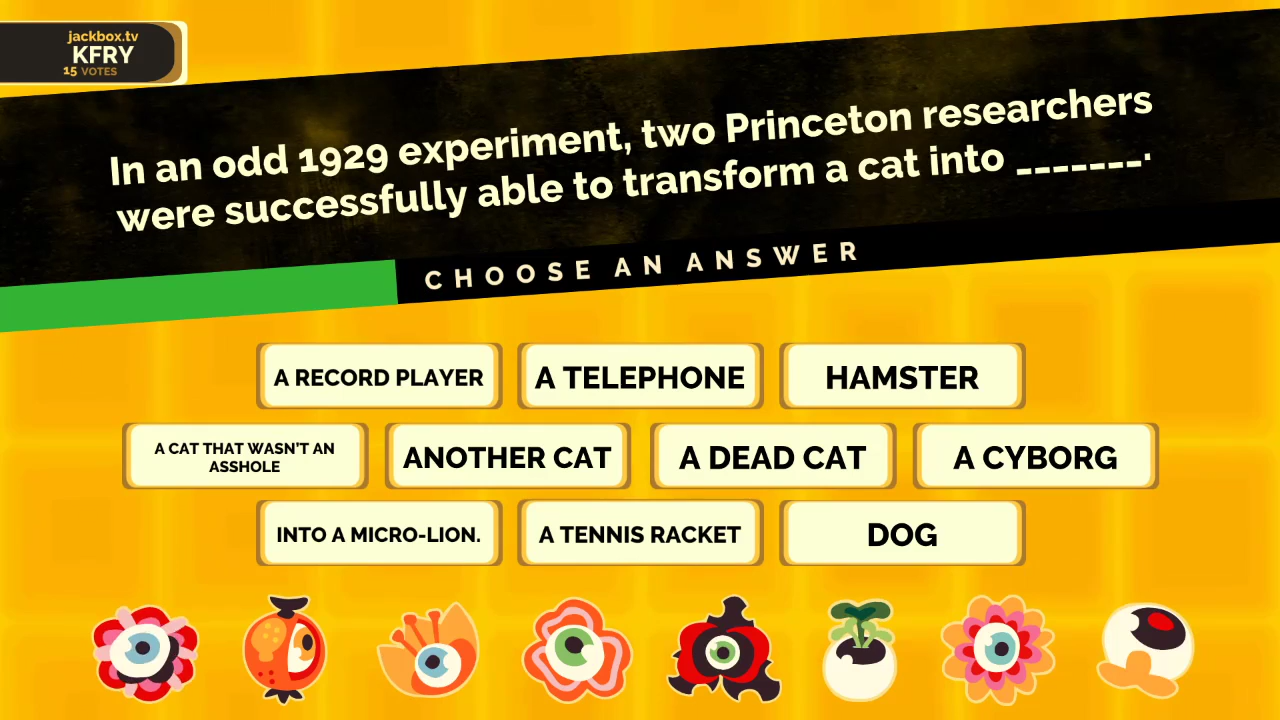 jackbox.tv
KFRY
15 VOTES
In an odd 1929 experiment, two Princeton researchers
were successfully able to transform a cat into _______.
CHOOSE AN ANSWER
A RECORD PLAYER
A TELEPHONE
HAMSTER
A CAT THAT WASN'T AN
ASSHOLE
ANOTHER CAT
A DEAD CAT
A CYBORG
INTO A MICRO-LION.
A TENNIS RACKET
DOG